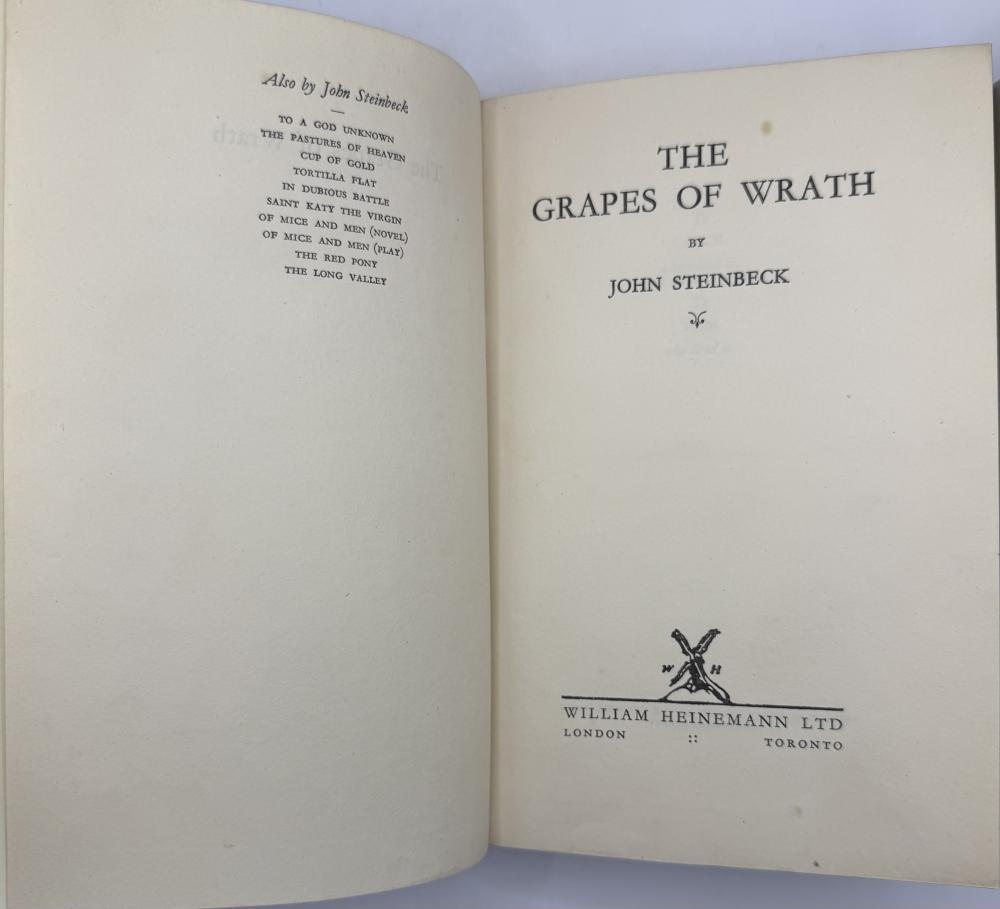 Also by John Steinbeck
TO A GOD UNKNOWN
THE PASTURES OF HEAVEN
CUP OF GOLD
TORTILLA FLAT
IN DUBIOUS BATTLE
SAINT KATY THE VIRGIN
OF MICE AND MEN (NOVEL)
OF MICE AND MEN (PLAY)
THE RED PONY
THE LONG VALLEY
THE
GRAPES OF WRATH
BY
JOHN STEINBECK
W H
WILLIAM HEINEMANN LTD
LONDON :: TORONTO